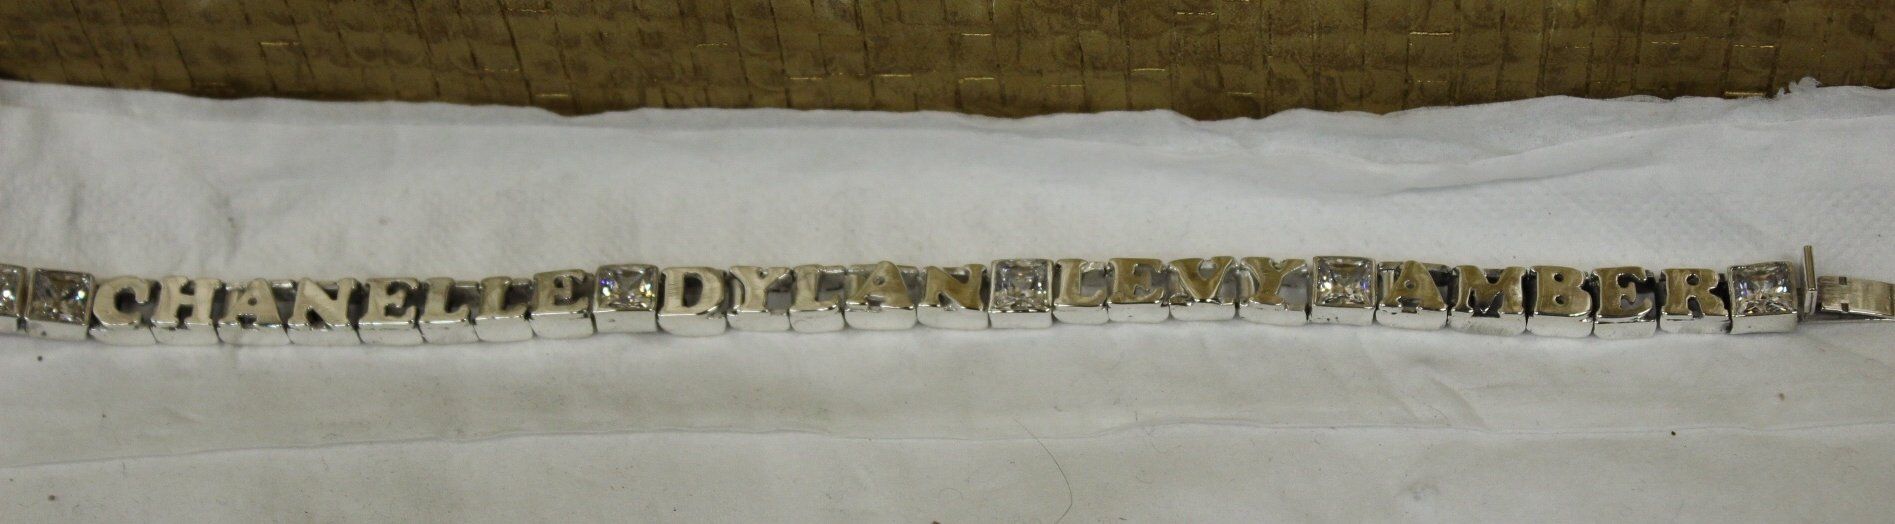 CHANELLE DYLAN LEVY AMBER